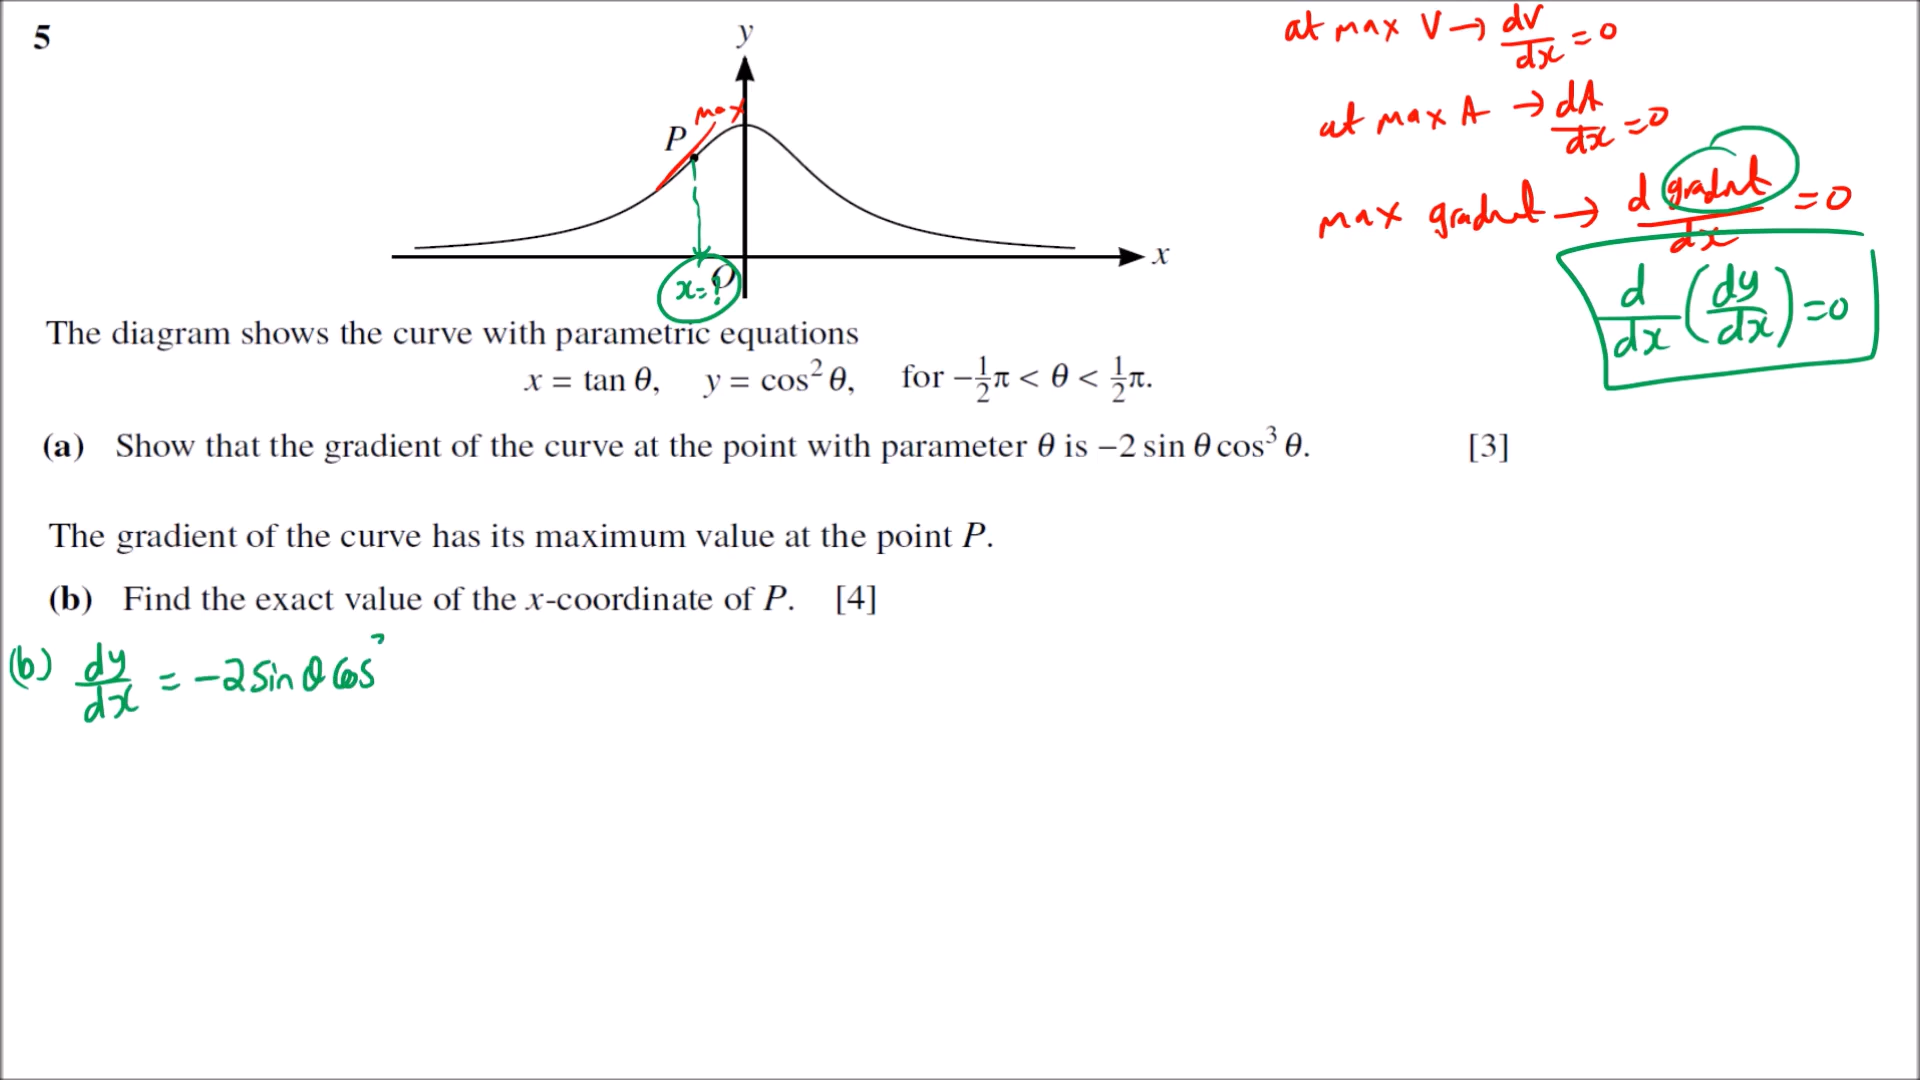 5
y
at max V → dV/dx = 0
at max A → dA/dx = 0
max
P
max gradnt → d gradnt/dx = 0
d/dx (dy/dx) = 0
x
O
x = ?
The diagram shows the curve with parametric equations
x = tan θ, y = cos² θ, for −½π < θ < ½π.
(a) Show that the gradient of the curve at the point with parameter θ is −2 sin θ cos³ θ. [3]
The gradient of the curve has its maximum value at the point P.
(b) Find the exact value of the x-coordinate of P. [4]
(b) dy/dx = −2 sin θ cos